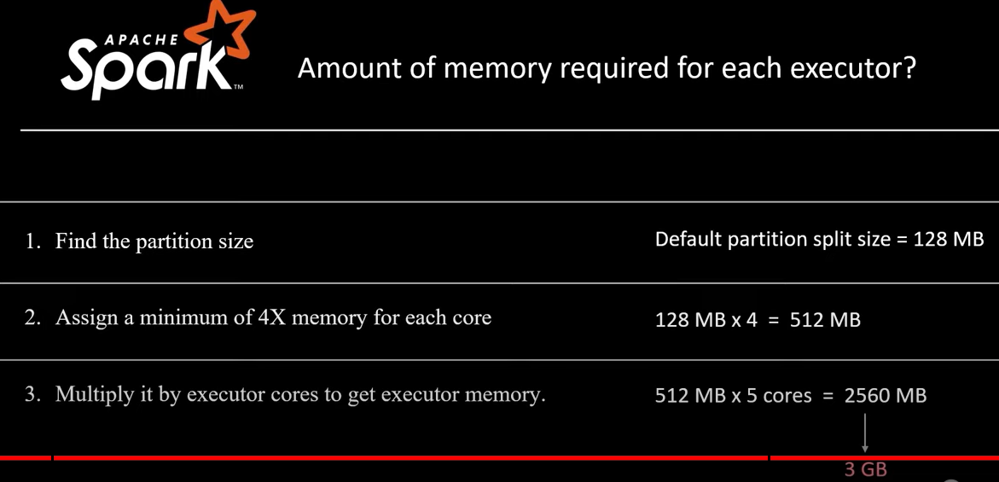 APACHE
Spark™
Amount of memory required for each executor?
1. Find the partition size
Default partition split size = 128 MB
2. Assign a minimum of 4X memory for each core
128 MB x 4 = 512 MB
3. Multiply it by executor cores to get executor memory.
512 MB x 5 cores = 2560 MB
3 GB